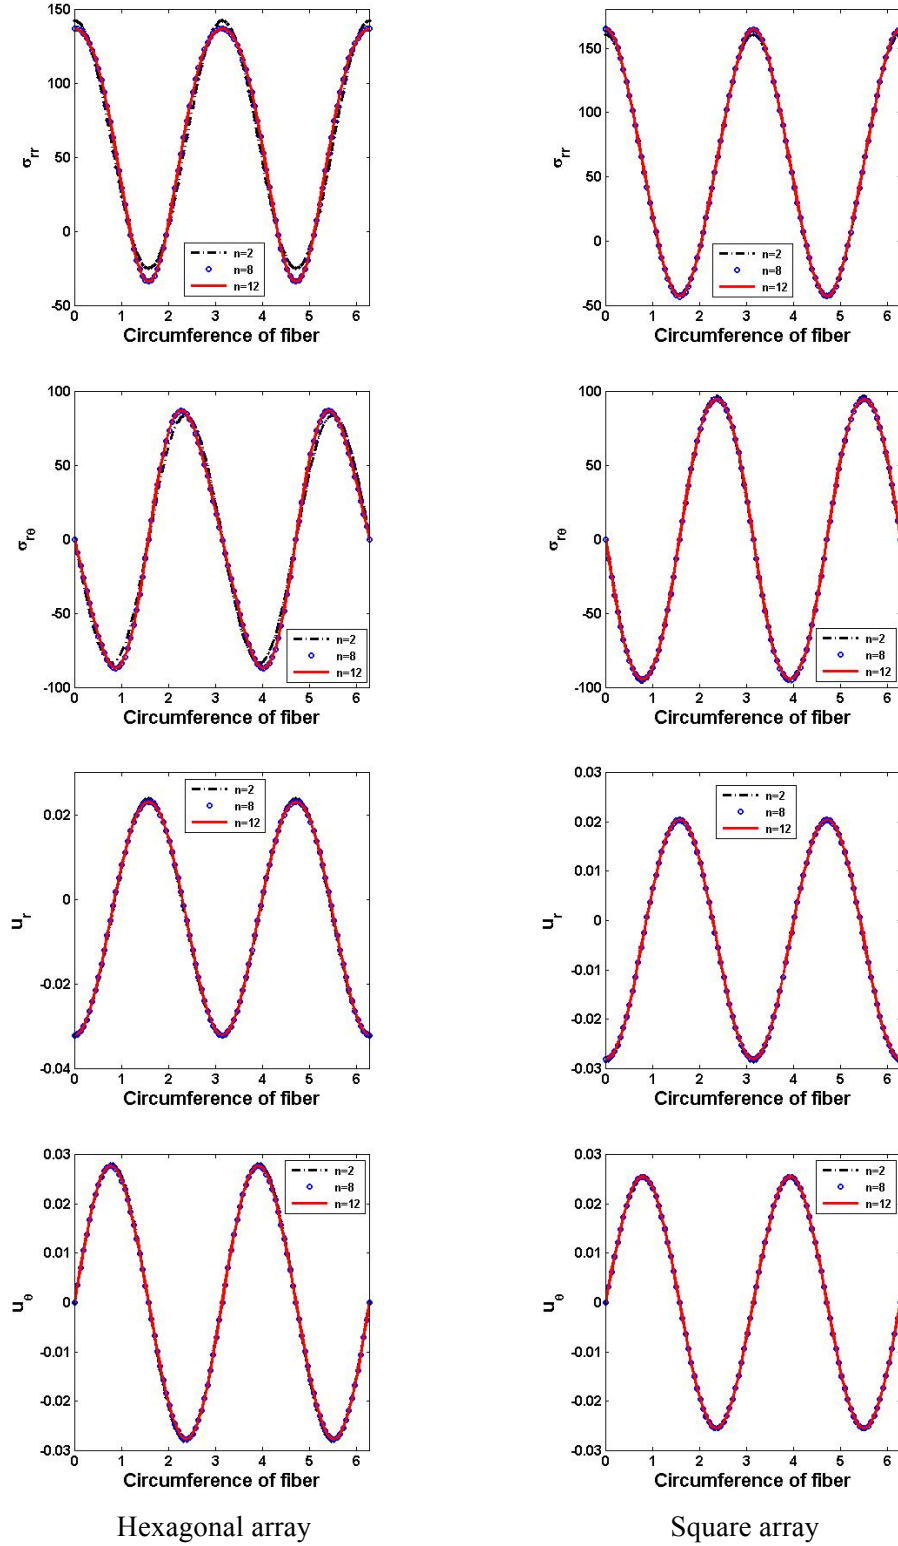 150
100
50
0
-50
σrr
n=2
n=8
n=12
0 1 2 3 4 5 6
Circumference of fiber
150
100
50
0
-50
σrr
n=2
n=8
n=12
0 1 2 3 4 5 6
Circumference of fiber
100
50
0
-50
-100
σrθ
n=2
n=8
n=12
0 1 2 3 4 5 6
Circumference of fiber
100
50
0
-50
-100
σrθ
n=2
n=8
n=12
0 1 2 3 4 5 6
Circumference of fiber
0.02
0
-0.02
-0.04
ur
n=2
n=8
n=12
0 1 2 3 4 5 6
Circumference of fiber
0.03
0.02
0.01
0
-0.01
-0.02
-0.03
ur
n=2
n=8
n=12
0 1 2 3 4 5 6
Circumference of fiber
0.03
0.02
0.01
0
-0.01
-0.02
-0.03
uθ
n=2
n=8
n=12
0 1 2 3 4 5 6
Circumference of fiber
0.03
0.02
0.01
0
-0.01
-0.02
-0.03
uθ
n=2
n=8
n=12
0 1 2 3 4 5 6
Circumference of fiber
Hexagonal array
Square array